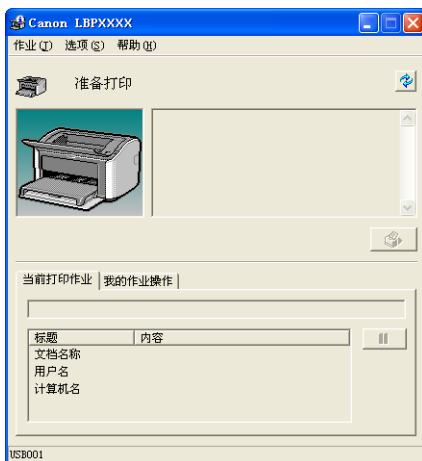 Canon LBPXXXX
作业(J) 选项(S) 帮助(H)
准备打印
当前打印作业 我的作业操作
标题 内容
文档名称
用户名
计算机名
USB001